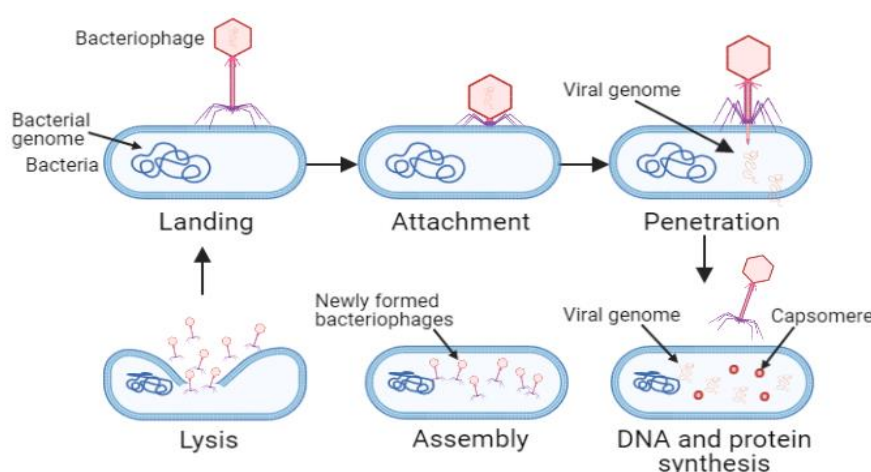 Bacteriophage
Bacterial
genome
Bacteria
Viral genome
Landing
Attachment
Penetration
Newly formed
bacteriophages
Viral genome
Capsomere
Lysis
Assembly
DNA and protein
synthesis